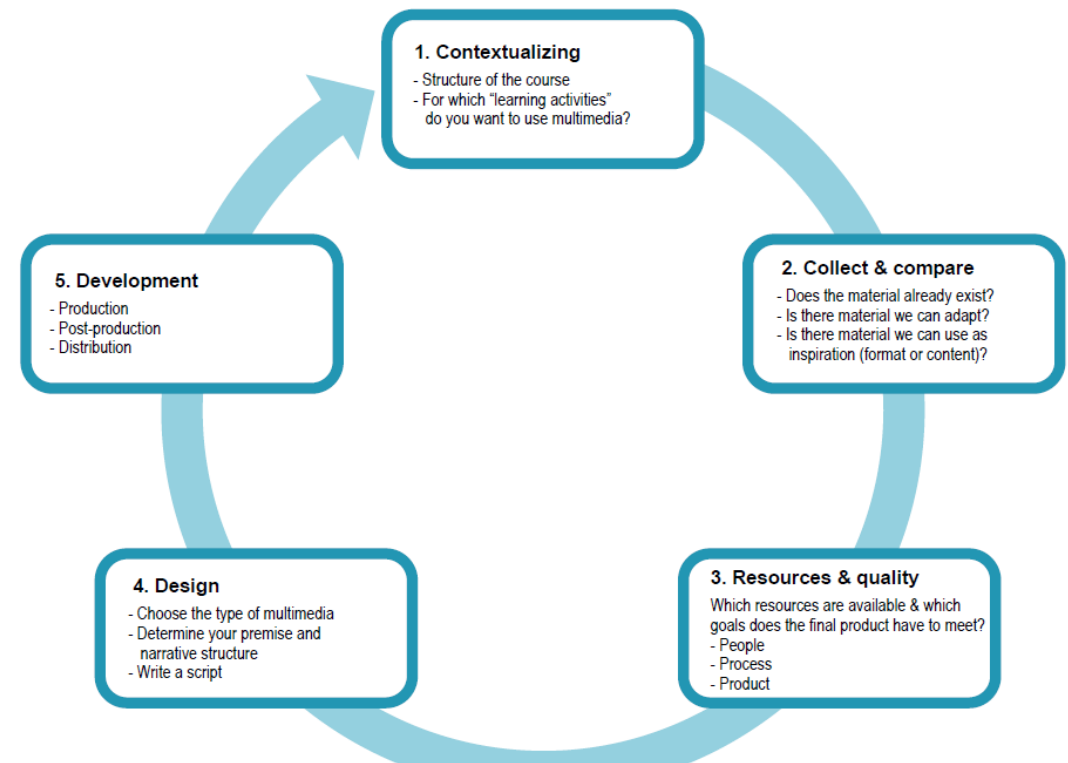 1. Contextualizing
- Structure of the course
- For which “learning activities”
do you want to use multimedia?
2. Collect & compare
- Does the material already exist?
- Is there material we can adapt?
- Is there material we can use as
inspiration (format or content)?
3. Resources & quality
Which resources are available & which
goals does the final product have to meet?
- People
- Process
- Product
4. Design
- Choose the type of multimedia
- Determine your premise and
narrative structure
- Write a script
5. Development
- Production
- Post-production
- Distribution